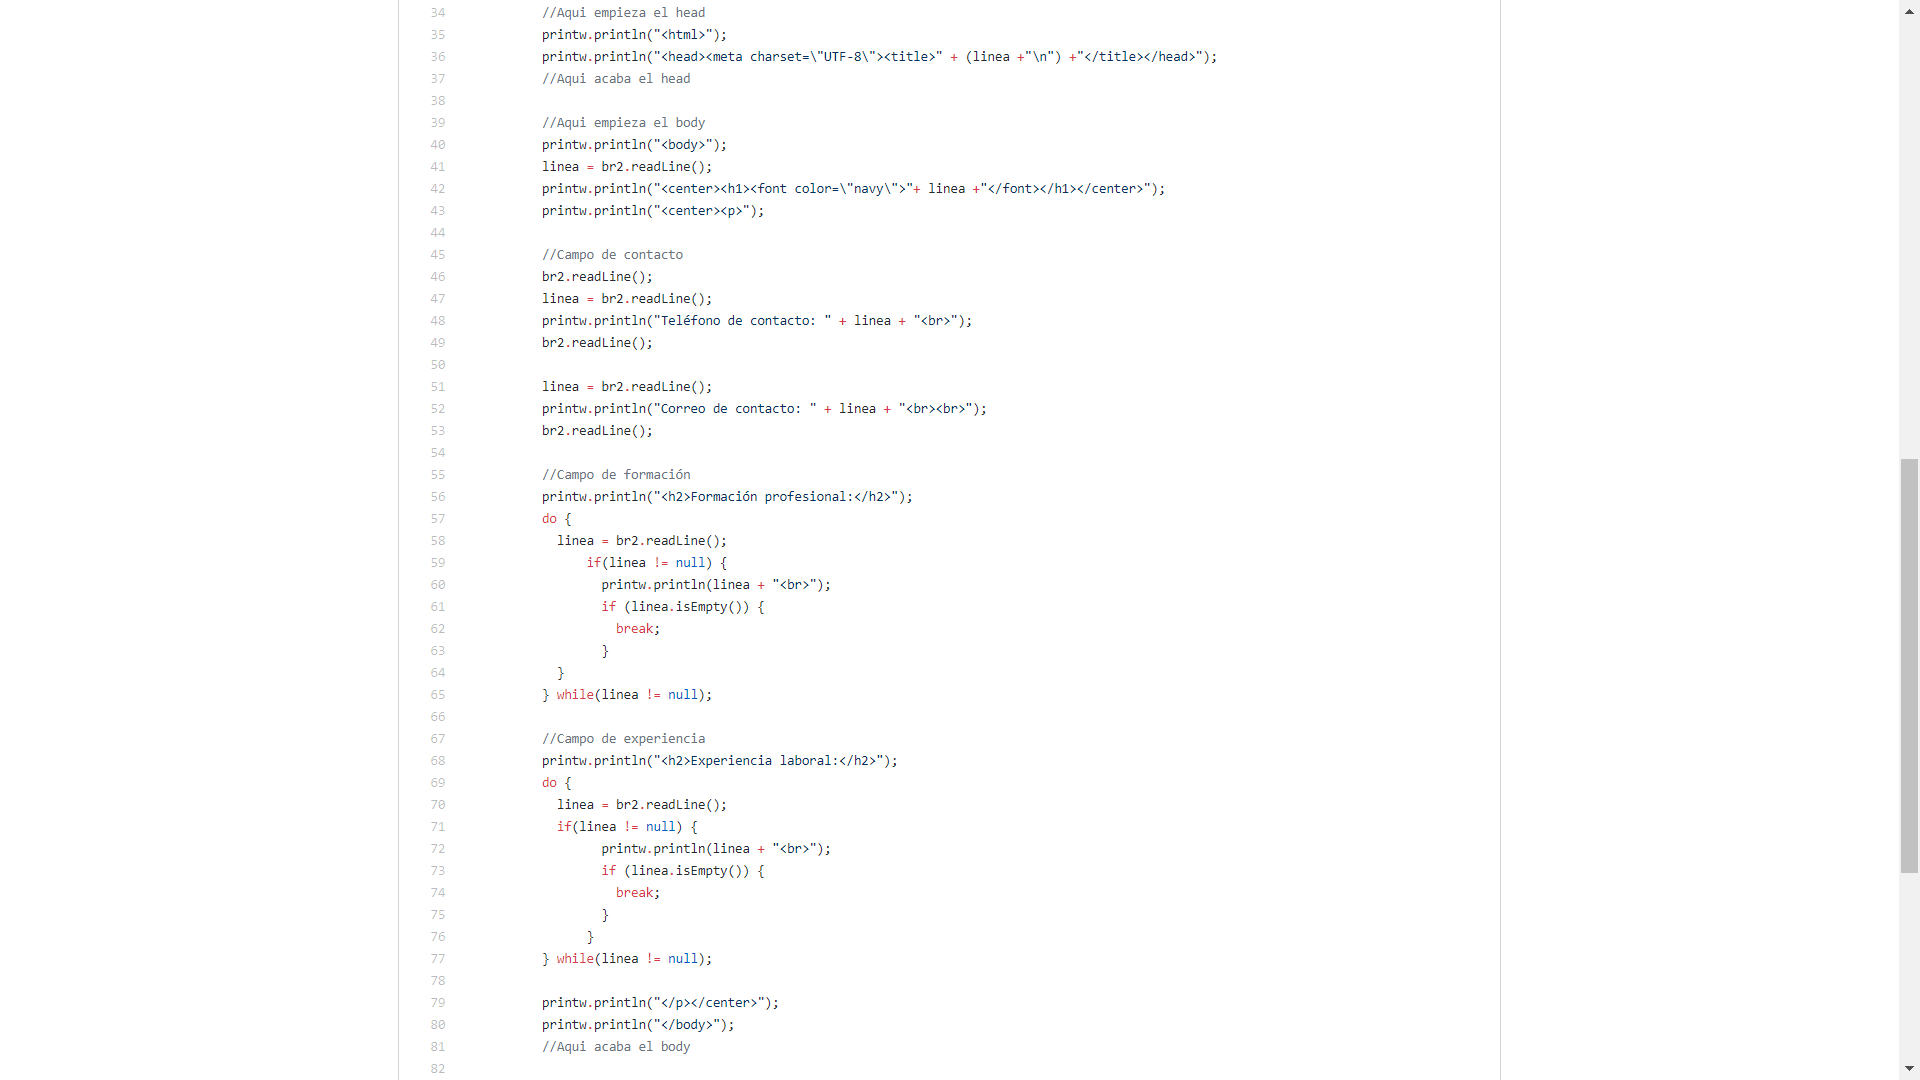 34 //Aqui empieza el head
35 printw.println("<html>");
36 printw.println("<head><meta charset=\"UTF-8\"><title>" + (linea +"\n") +"</title></head>");
37 //Aqui acaba el head
38
39 //Aqui empieza el body
40 printw.println("<body>");
41 linea = br2.readLine();
42 printw.println("<center><h1><font color=\"navy\">"+ linea +"</font></h1></center>");
43 printw.println("<center><p>");
44
45 //Campo de contacto
46 br2.readLine();
47 linea = br2.readLine();
48 printw.println("Teléfono de contacto: " + linea + "<br>");
49 br2.readLine();
50
51 linea = br2.readLine();
52 printw.println("Correo de contacto: " + linea + "<br><br>");
53 br2.readLine();
54
55 //Campo de formación
56 printw.println("<h2>Formación profesional:</h2>");
57 do {
58 linea = br2.readLine();
59 if(linea != null) {
60 printw.println(linea + "<br>");
61 if (linea.isEmpty()) {
62 break;
63 }
64 }
65 } while(linea != null);
66
67 //Campo de experiencia
68 printw.println("<h2>Experiencia laboral:</h2>");
69 do {
70 linea = br2.readLine();
71 if(linea != null) {
72 printw.println(linea + "<br>");
73 if (linea.isEmpty()) {
74 break;
75 }
76 }
77 } while(linea != null);
78
79 printw.println("</p></center>");
80 printw.println("</body>");
81 //Aqui acaba el body
82